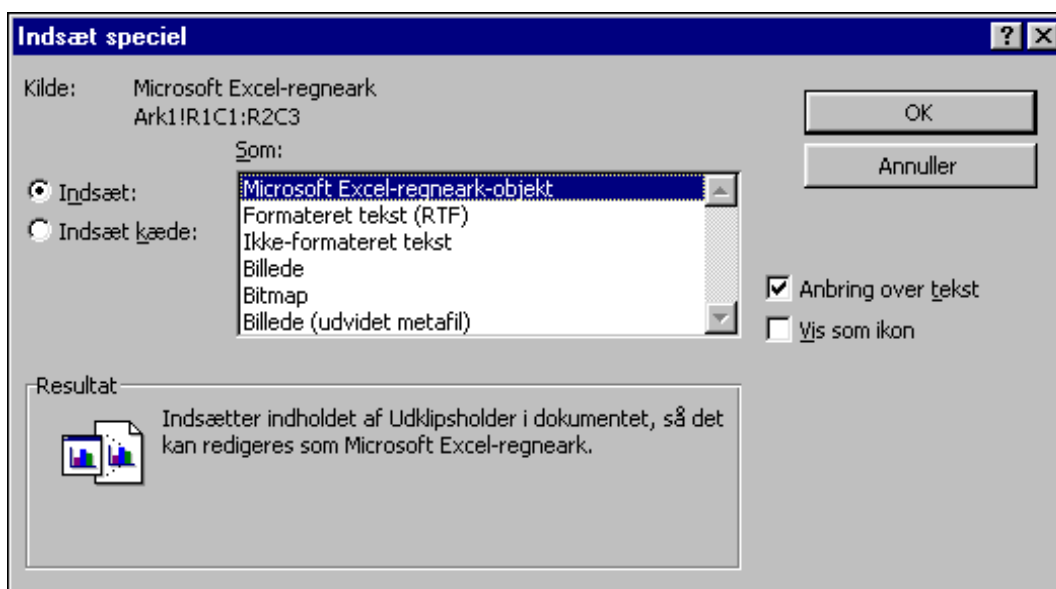 Indsæt speciel
Kilde: Microsoft Excel-regneark
Ark1!R1C1:R2C3
Som:
Indsæt:
Indsæt kæde:
Microsoft Excel-regneark-objekt
Formateret tekst (RTF)
Ikke-formateret tekst
Billede
Bitmap
Billede (udvidet metafil)
OK
Annuller
Anbring over tekst
Vis som ikon
Resultat
Indsætter indholdet af Udklipsholder i dokumentet, så det
kan redigeres som Microsoft Excel-regneark.